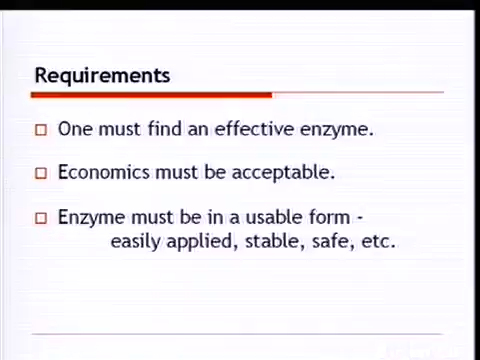 Requirements
One must find an effective enzyme.
Economics must be acceptable.
Enzyme must be in a usable form -
easily applied, stable, safe, etc.